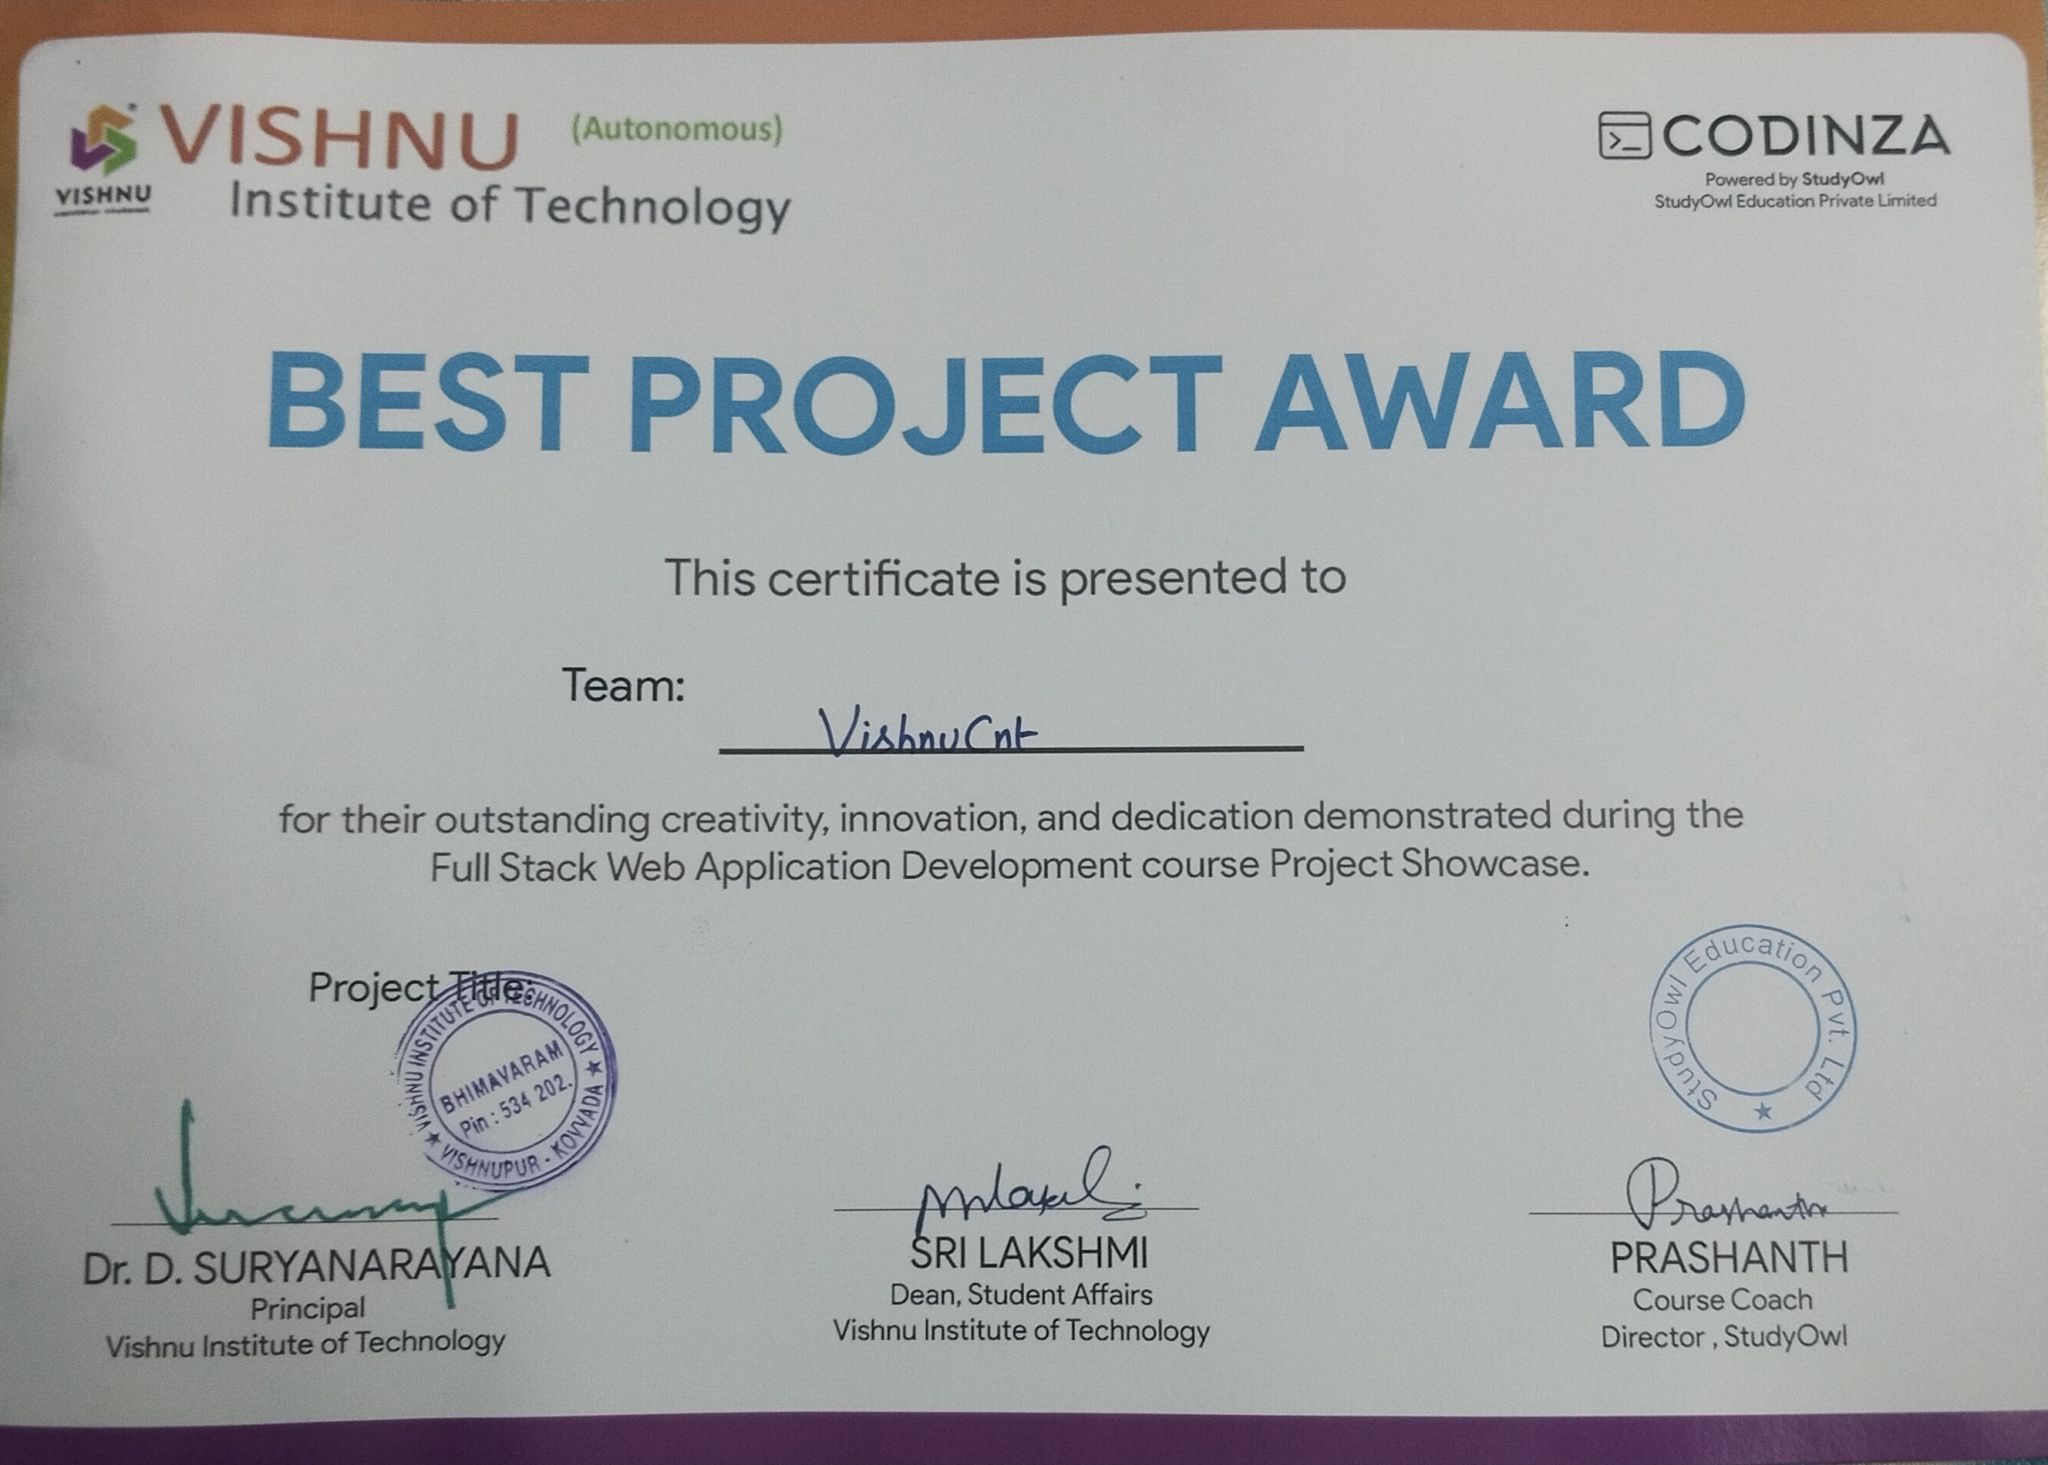 VISHNU
VISHNU (Autonomous)
Institute of Technology
CODINZA
Powered by StudyOwl
StudyOwl Education Private Limited
BEST PROJECT AWARD
This certificate is presented to
Team:
VishnuCnt
for their outstanding creativity, innovation, and dedication demonstrated during the
Full Stack Web Application Development course Project Showcase.
Project Title:
VISHNU INSTITUTE OF TECHNOLOGY
BHIMAVARAM
Pin : 534 202.
VISHNUPUR - KOVVADA
StudyOwl Education Pvt. Ltd
Prashanth
Dr. D. SURYANARAYANA
Principal
Vishnu Institute of Technology
SRI LAKSHMI
Dean, Student Affairs
Vishnu Institute of Technology
PRASHANTH
Course Coach
Director , StudyOwl